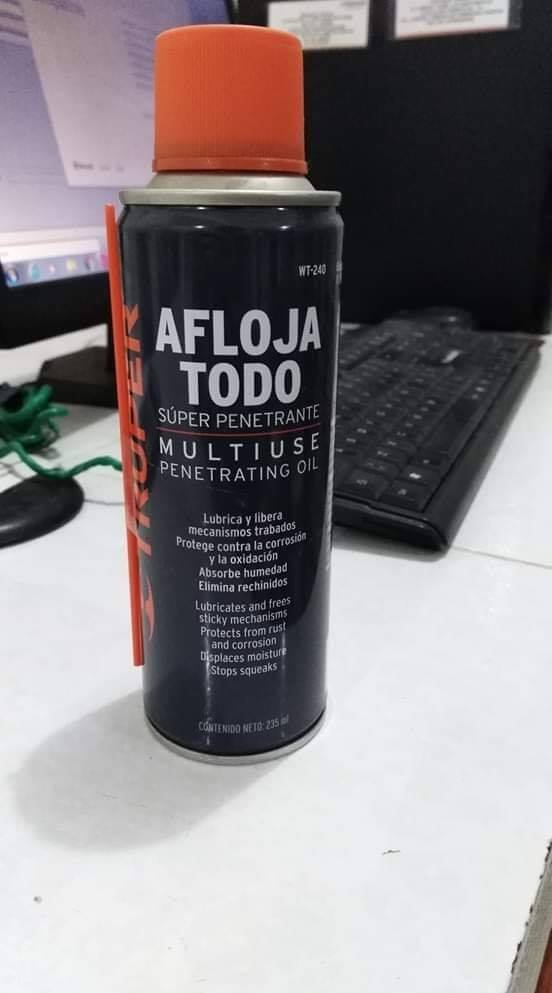 WT-240
TRUPER
AFLOJA
TODO
SÚPER PENETRANTE
MULTIUSE
PENETRATING OIL
Lubrica y libera
mecanismos trabados
Protege contra la corrosión
y la oxidación
Absorbe humedad
Elimina rechinidos
Lubricates and frees
sticky mechanisms
Protects from rust
and corrosion
Displaces moisture
Stops squeaks
CONTENIDO NETO: 235 ml